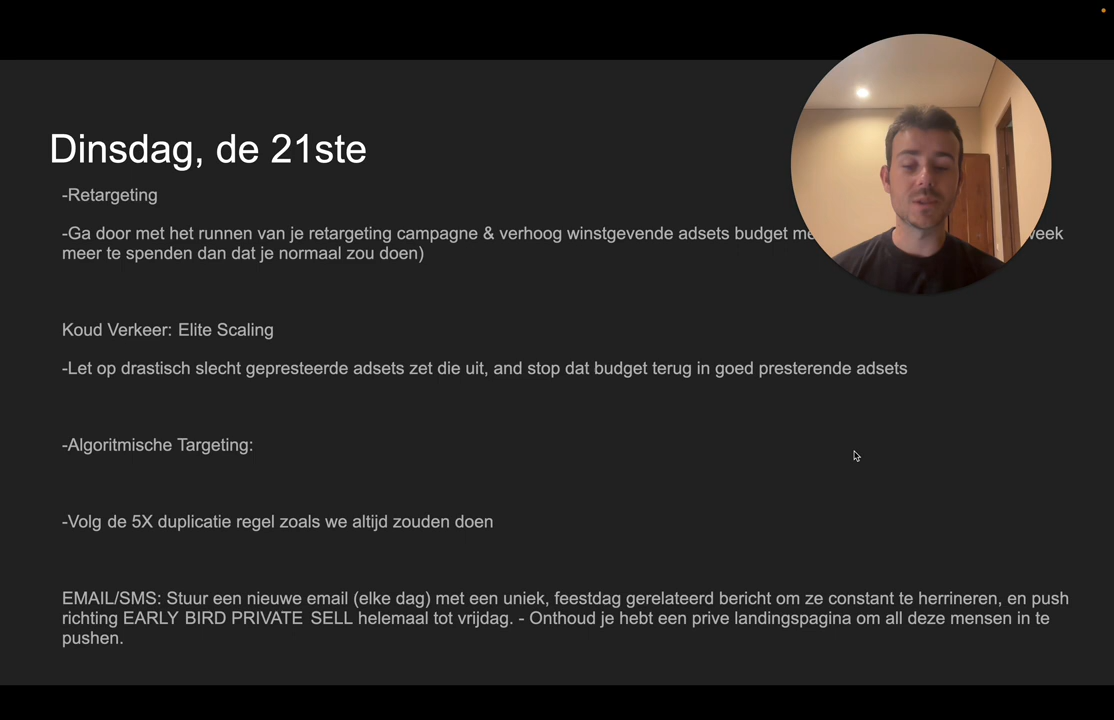 Dinsdag, de 21ste
-Retargeting
-Ga door met het runnen van je retargeting campagne & verhoog winstgevende adsets budget
meer te spenden dan dat je normaal zou doen)
Koud Verkeer: Elite Scaling
-Let op drastisch slecht gepresteerde adsets zet die uit, and stop dat budget terug in goed presterende adsets
-Algoritmische Targeting:
-Volg de 5X duplicatie regel zoals we altijd zouden doen
EMAIL/SMS: Stuur een nieuwe email (elke dag) met een uniek, feestdag gerelateerd bericht om ze constant te herrineren, en push
richting EARLY BIRD PRIVATE SELL helemaal tot vrijdag. - Onthoud je hebt een prive landingspagina om all deze mensen in te
pushen.